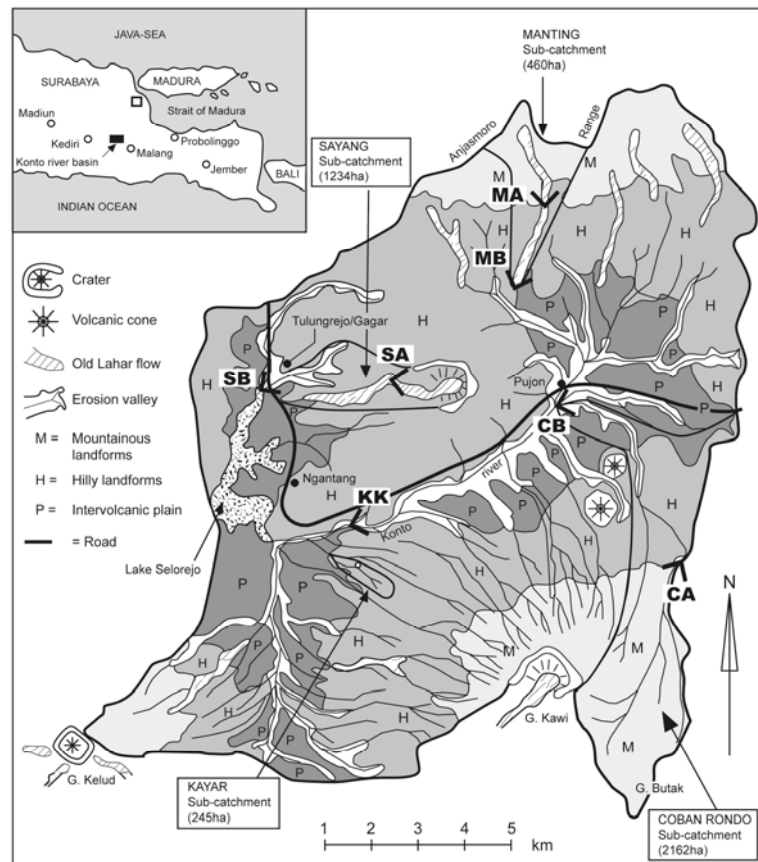 JAVA-SEA
SURABAYA
MADURA
Strait of Madura
Madiun
Kediri
Probolinggo
Konto river basin
Malang
Jember
BALI
INDIAN OCEAN
MANTING
Sub-catchment
(460ha)
Anjasmoro
Range
SAYANG
Sub-catchment
(1234ha)
M
M
MA
H
H
H
H
MB
Crater
Volcanic cone
Old Lahar flow
Erosion valley
M = Mountainous
landforms
H = Hilly landforms
P = Intervolcanic plain
= Road
P
H
P
P
Tulungrejo/Gagar
SA
H
SB
P
Pujon
P
P
H
CB
Ngantang
H
KK
river
Konto
P
P
P
H
H
H
Lake Selorejo
P
P
H
H
CA
N
M
M
M
H
P
P
H
P
P
H
H
P
P
P
G. Kawi
M
G. Butak
G. Kelud
KAYAR
Sub-catchment
(245ha)
1 2 3 4 5
km
COBAN RONDO
Sub-catchment
(2162ha)